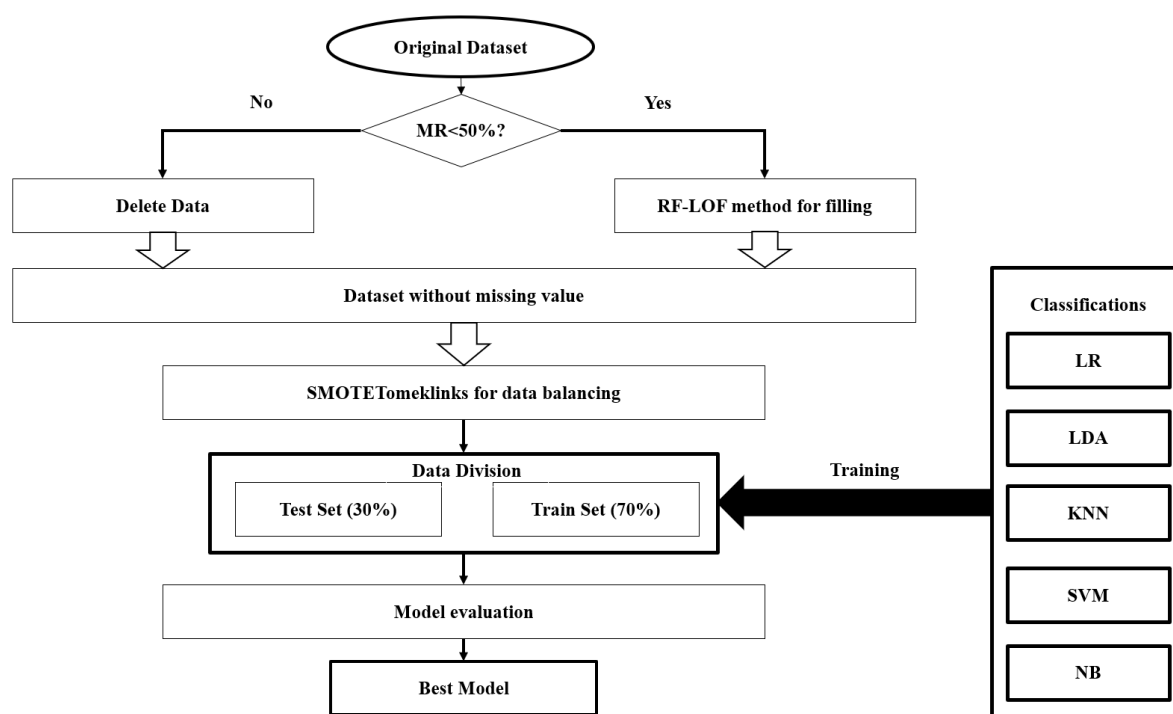 Original Dataset
No
Yes
MR<50%?
Delete Data
RF-LOF method for filling
Dataset without missing value
SMOTETomeklinks for data balancing
Data Division
Test Set (30%)
Train Set (70%)
Training
Model evaluation
Best Model
Classifications
LR
LDA
KNN
SVM
NB